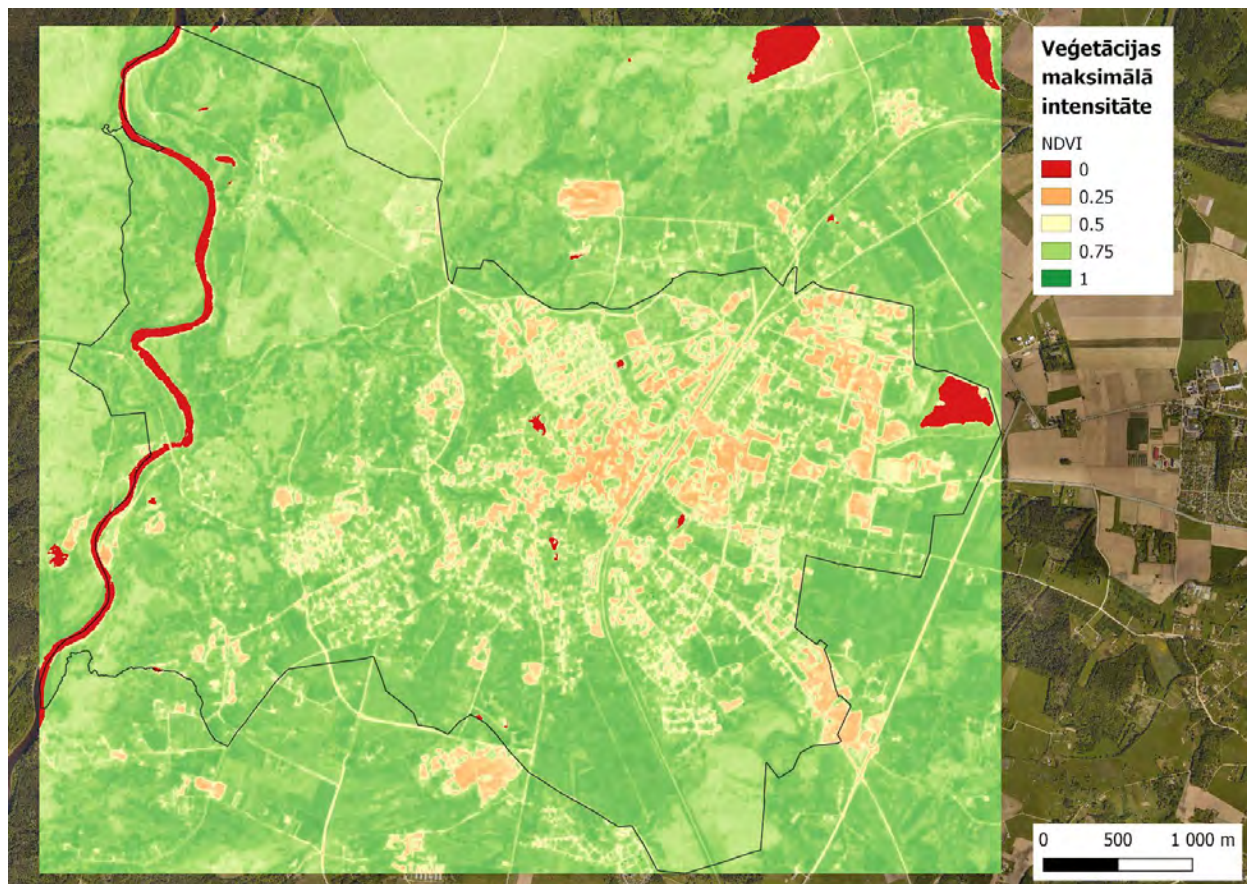 Veģetācijas
maksimālā
intensitāte
NDVI
0
0.25
0.5
0.75
1
0 500 1 000 m